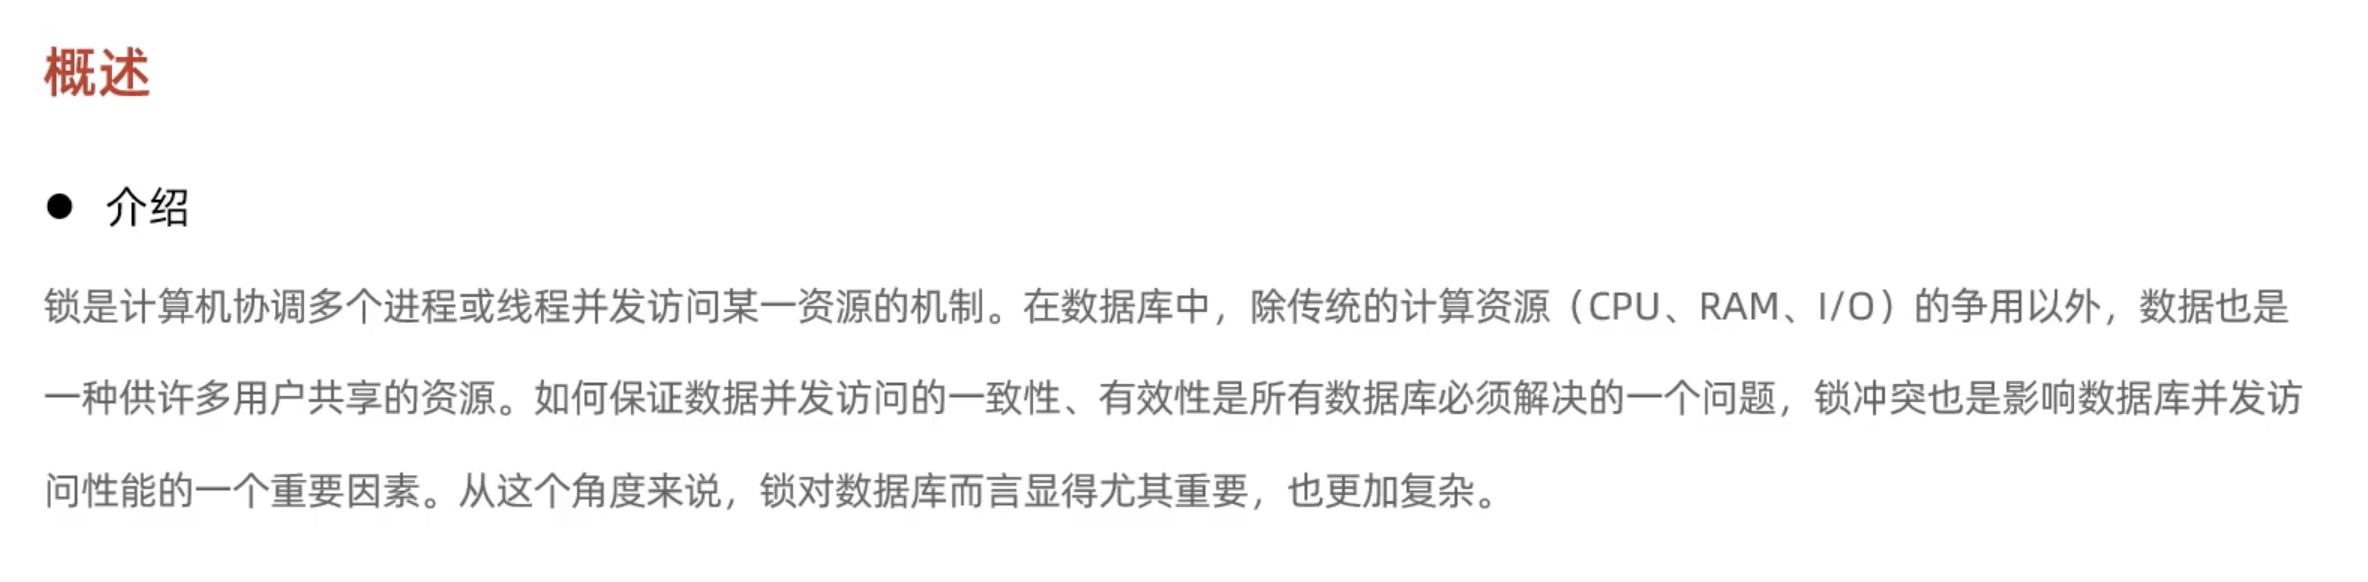 概述
● 介绍
锁是计算机协调多个进程或线程并发访问某一资源的机制。在数据库中，除传统的计算资源（CPU、RAM、I/O）的争用以外，数据也是
一种供许多用户共享的资源。如何保证数据并发访问的一致性、有效性是所有数据库必须解决的一个问题，锁冲突也是影响数据库并发访
问性能的一个重要因素。从这个角度来说，锁对数据库而言显得尤其重要，也更加复杂。